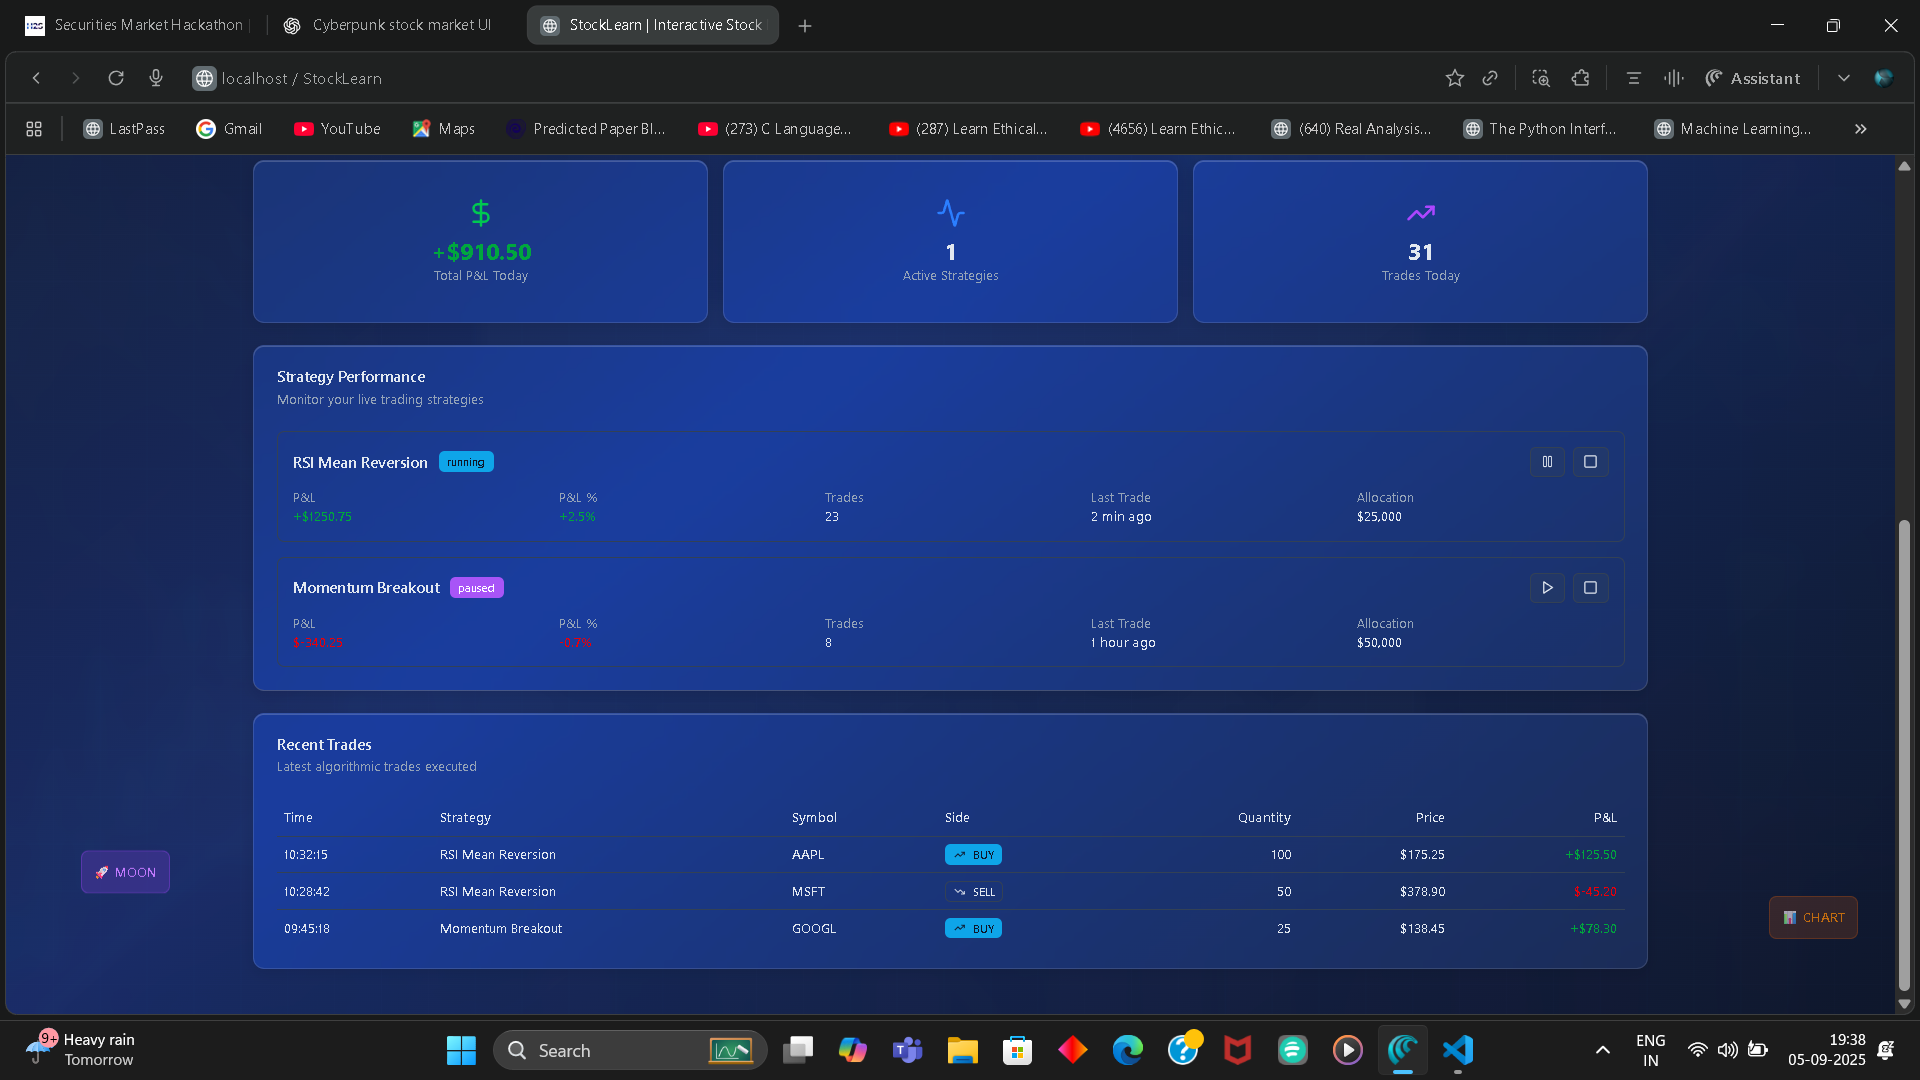 Securities Market Hackathon
Cyberpunk stock market UI
StockLearn | Interactive Stock
localhost / StockLearn
Assistant
LastPass
Gmail
YouTube
Maps
Predicted Paper Bl...
(273) C Language...
(287) Learn Ethical...
(4656) Learn Ethic...
(640) Real Analysis...
The Python Interf...
Machine Learning...
+$910.50
Total P&L Today
1
Active Strategies
31
Trades Today
Strategy Performance
Monitor your live trading strategies
RSI Mean Reversion running
P&L P&L % Trades Last Trade Allocation
+$1250.75 +2.5% 23 2 min ago $25,000
Momentum Breakout paused
P&L P&L % Trades Last Trade Allocation
$-340.25 -0.7% 8 1 hour ago $50,000
Recent Trades
Latest algorithmic trades executed
Time Strategy Symbol Side Quantity Price P&L
10:32:15 RSI Mean Reversion AAPL BUY 100 $175.25 +$125.50
10:28:42 RSI Mean Reversion MSFT SELL 50 $378.90 $-45.20
09:45:18 Momentum Breakout GOOGL BUY 25 $138.45 +$78.30
🚀 MOON
📊 CHART
9+
Heavy rain
Tomorrow
Search
ENG
IN
19:38
05-09-2025